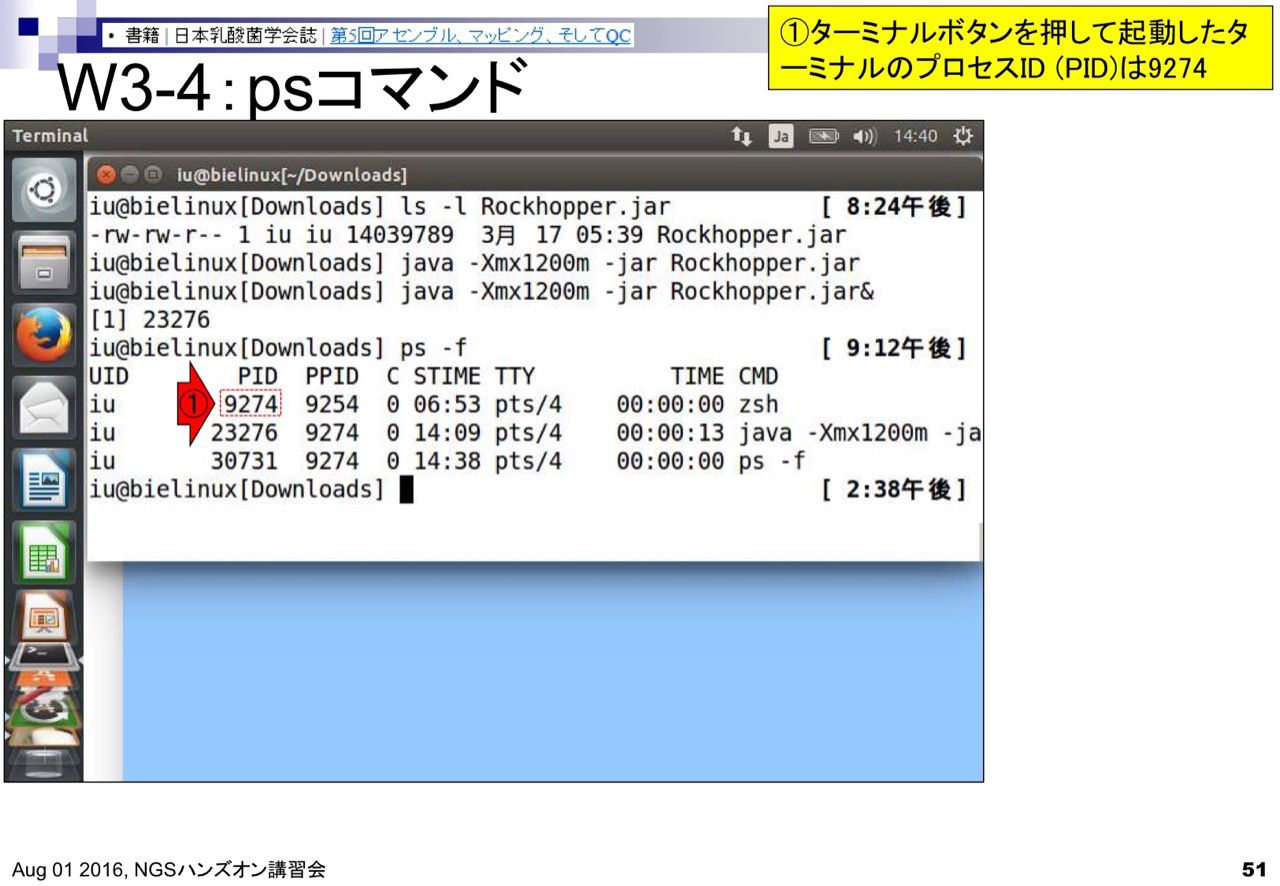 • 書籍 | 日本乳酸菌学会誌 | 第5回アセンブル、マッピング、そしてQC
①ターミナルボタンを押して起動したタ
ーミナルのプロセスID (PID)は9274
W3-4：psコマンド
Terminal
Ja
14:40
iu@bielinux[~/Downloads]
iu@bielinux[Downloads] ls -l Rockhopper.jar [ 8:24午後]
-rw-rw-r-- 1 iu iu 14039789 3月 17 05:39 Rockhopper.jar
iu@bielinux[Downloads] java -Xmx1200m -jar Rockhopper.jar
iu@bielinux[Downloads] java -Xmx1200m -jar Rockhopper.jar&
[1] 23276
iu@bielinux[Downloads] ps -f [ 9:12午後]
UID PID PPID C STIME TTY TIME CMD
iu ① 9274 9254 0 06:53 pts/4 00:00:00 zsh
iu 23276 9274 0 14:09 pts/4 00:00:13 java -Xmx1200m -ja
iu 30731 9274 0 14:38 pts/4 00:00:00 ps -f
iu@bielinux[Downloads] [ 2:38午後]
Aug 01 2016, NGSハンズオン講習会
51